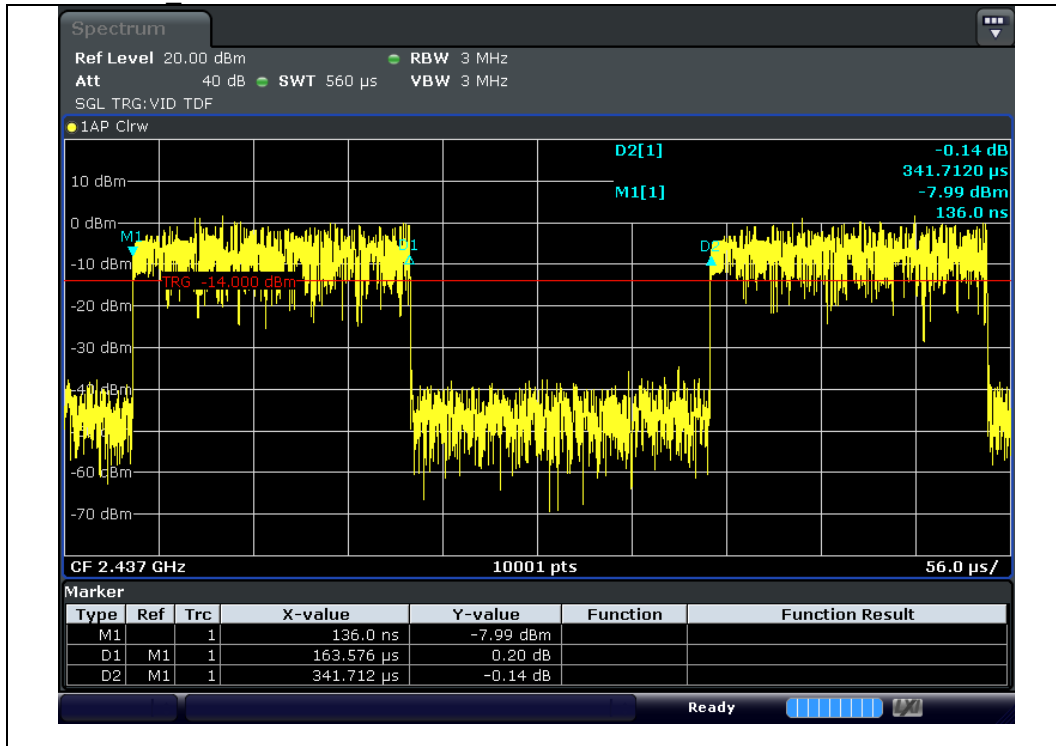 Spectrum
Ref Level 20.00 dBm RBW 3 MHz
Att 40 dB SWT 560 µs VBW 3 MHz
SGL TRG:VID TDF
1AP Clrw
D2[1] -0.14 dB
341.7120 µs
10 dBm
M1[1] -7.99 dBm
136.0 ns
0 dBm
M1
D1
D2
-10 dBm
TRG -14.000 dBm
-20 dBm
-30 dBm
-40 dBm
-60 dBm
-70 dBm
CF 2.437 GHz 10001 pts 56.0 µs/
Marker
Type Ref Trc X-value Y-value Function Function Result
M1 1 136.0 ns -7.99 dBm
D1 M1 1 163.576 µs 0.20 dB
D2 M1 1 341.712 µs -0.14 dB
Ready
LXI